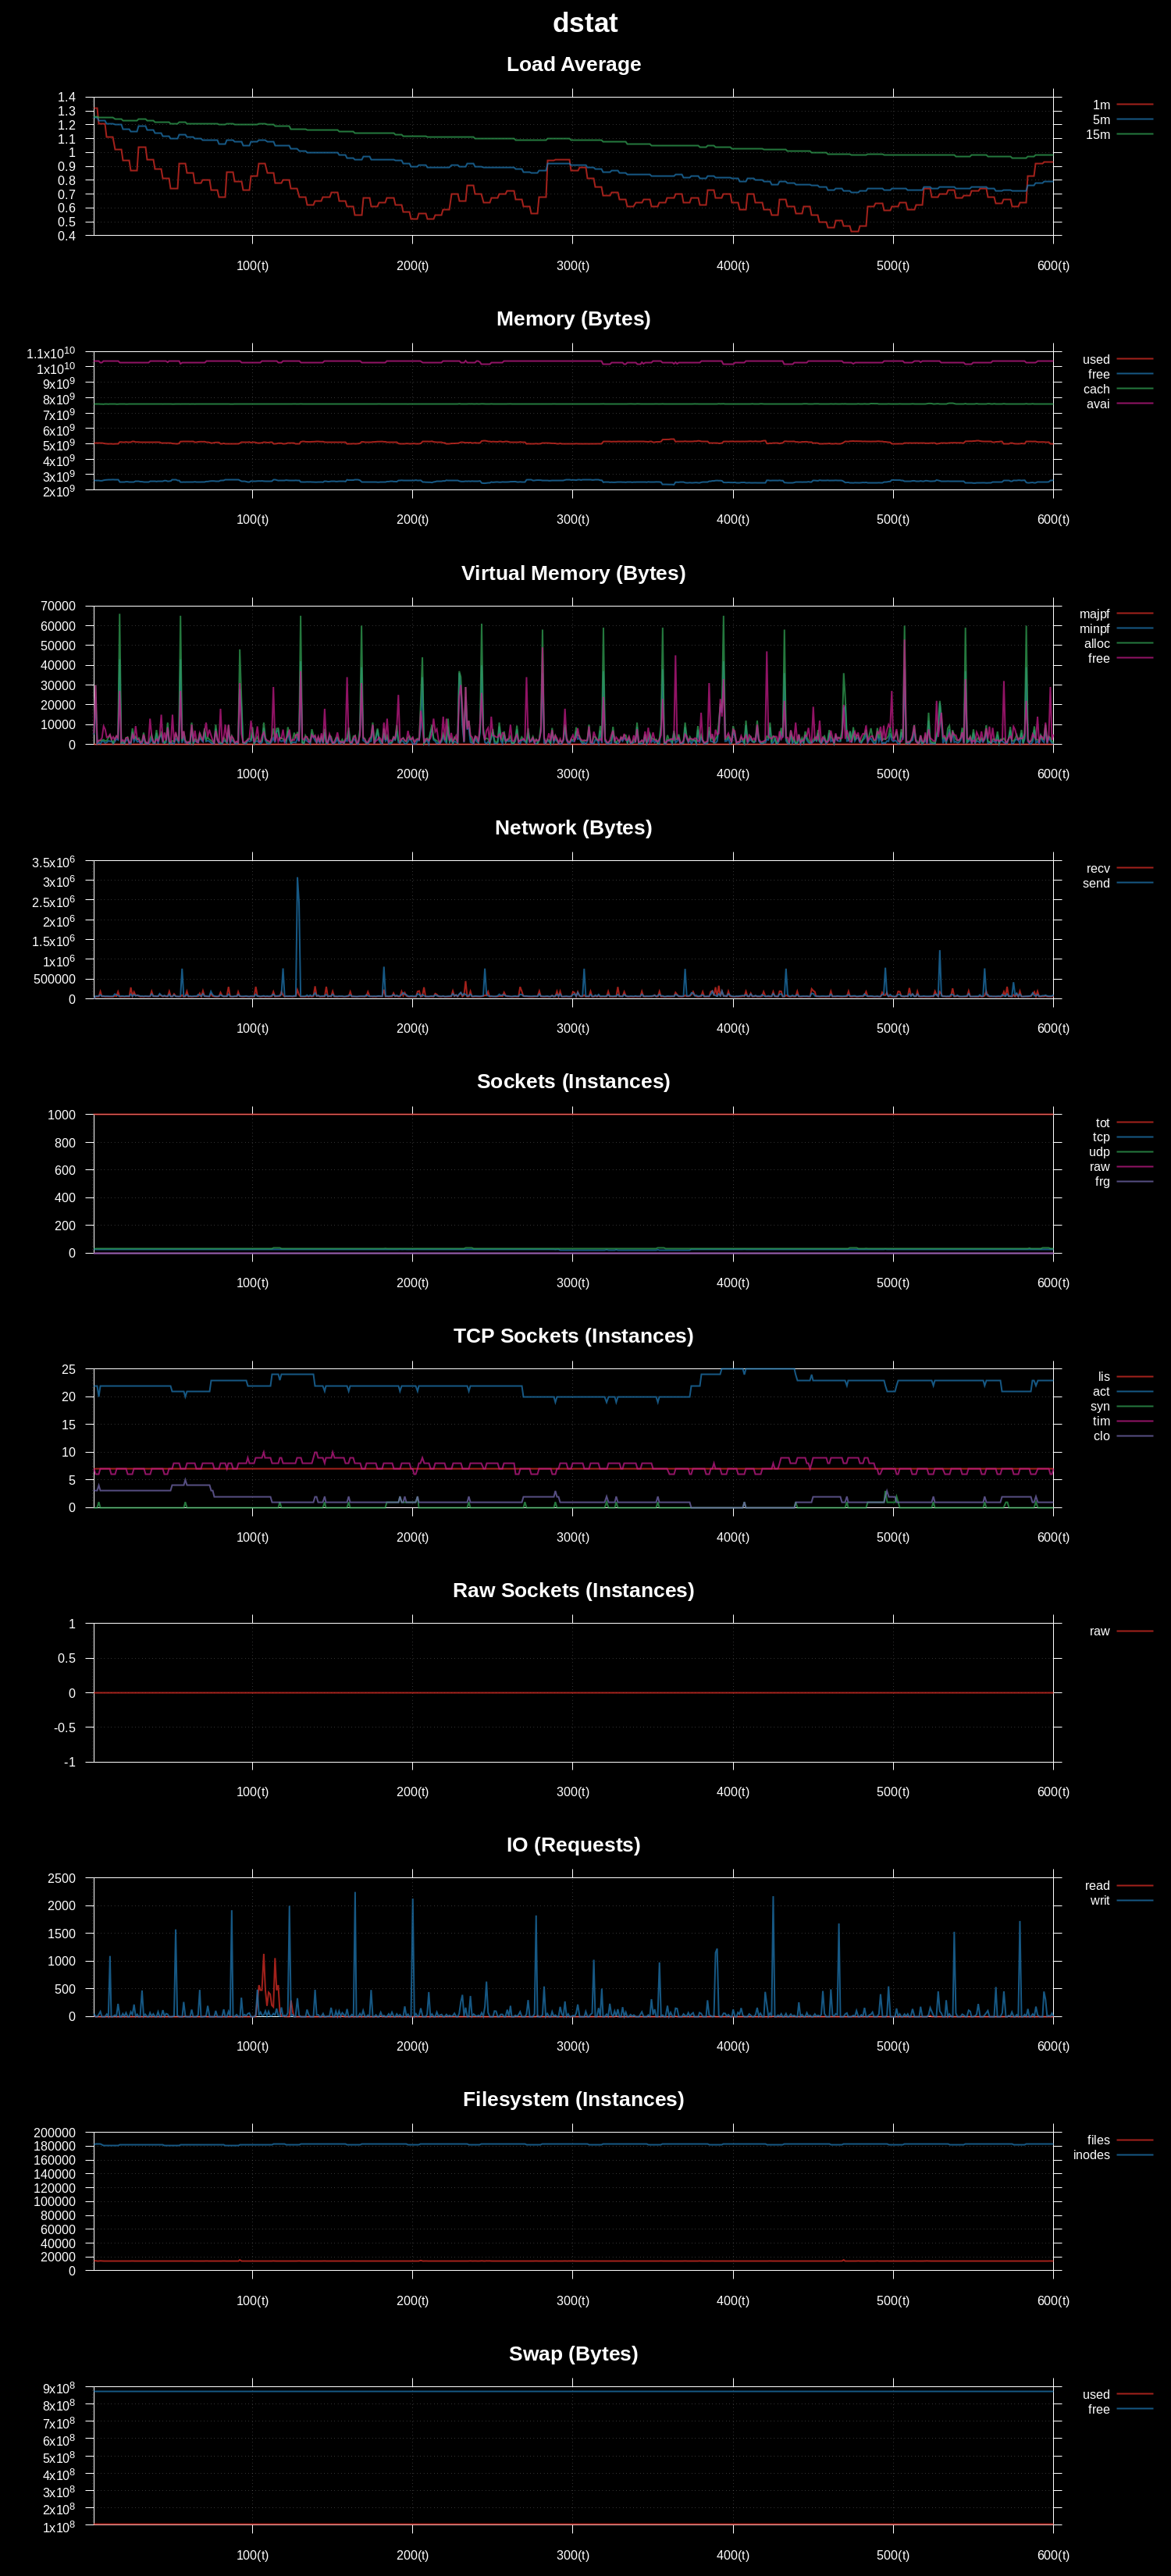 dstat
Load Average
1.4
1.3
1.2
1.1
1
0.9
0.8
0.7
0.6
0.5
0.4
100(t) 200(t) 300(t) 400(t) 500(t) 600(t)
1m
5m
15m
Memory (Bytes)
1.1x10^10
1x10^10
9x10^9
8x10^9
7x10^9
6x10^9
5x10^9
4x10^9
3x10^9
2x10^9
100(t) 200(t) 300(t) 400(t) 500(t) 600(t)
used
free
cach
avai
Virtual Memory (Bytes)
70000
60000
50000
40000
30000
20000
10000
0
100(t) 200(t) 300(t) 400(t) 500(t) 600(t)
majpf
minpf
alloc
free
Network (Bytes)
3.5x10^6
3x10^6
2.5x10^6
2x10^6
1.5x10^6
1x10^6
500000
0
100(t) 200(t) 300(t) 400(t) 500(t) 600(t)
recv
send
Sockets (Instances)
1000
800
600
400
200
0
100(t) 200(t) 300(t) 400(t) 500(t) 600(t)
tot
tcp
udp
raw
frg
TCP Sockets (Instances)
25
20
15
10
5
0
100(t) 200(t) 300(t) 400(t) 500(t) 600(t)
lis
act
syn
tim
clo
Raw Sockets (Instances)
1
0.5
0
-0.5
-1
100(t) 200(t) 300(t) 400(t) 500(t) 600(t)
raw
IO (Requests)
2500
2000
1500
1000
500
0
100(t) 200(t) 300(t) 400(t) 500(t) 600(t)
read
writ
Filesystem (Instances)
200000
180000
160000
140000
120000
100000
80000
60000
40000
20000
0
100(t) 200(t) 300(t) 400(t) 500(t) 600(t)
files
inodes
Swap (Bytes)
9x10^8
8x10^8
7x10^8
6x10^8
5x10^8
4x10^8
3x10^8
2x10^8
1x10^8
100(t) 200(t) 300(t) 400(t) 500(t) 600(t)
used
free